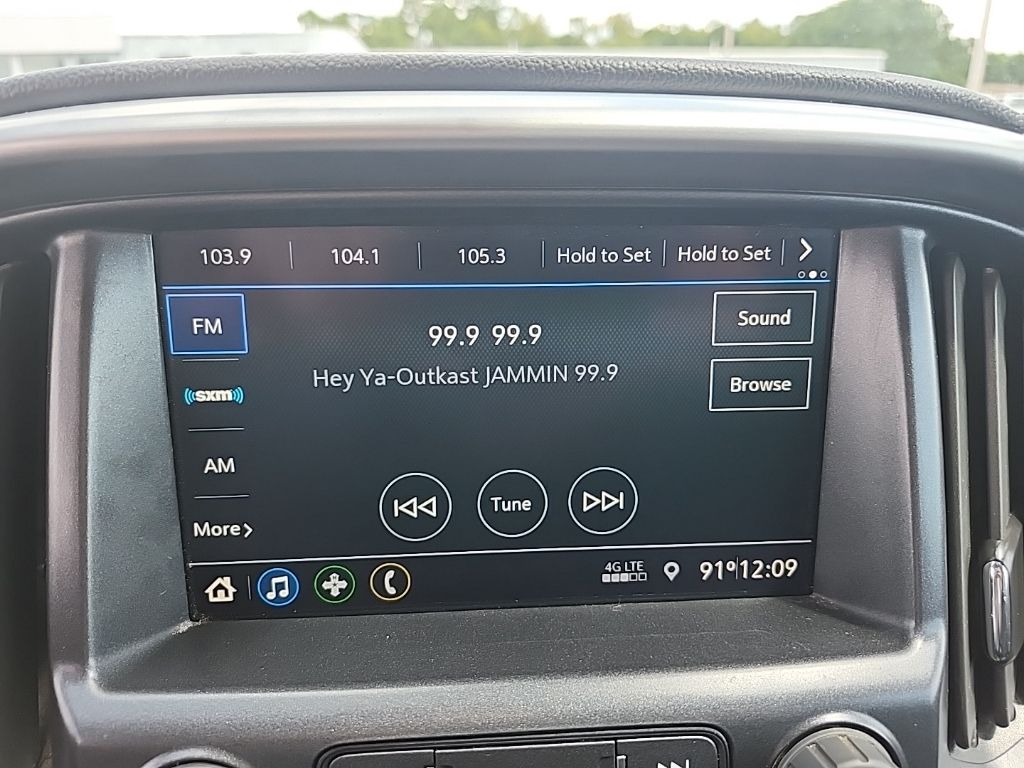 103.9 104.1 105.3 Hold to Set Hold to Set
FM
99.9 99.9
Sound
Hey Ya-Outkast JAMMIN 99.9
sxm
Browse
AM
Tune
More
4G LTE
91° 12:09